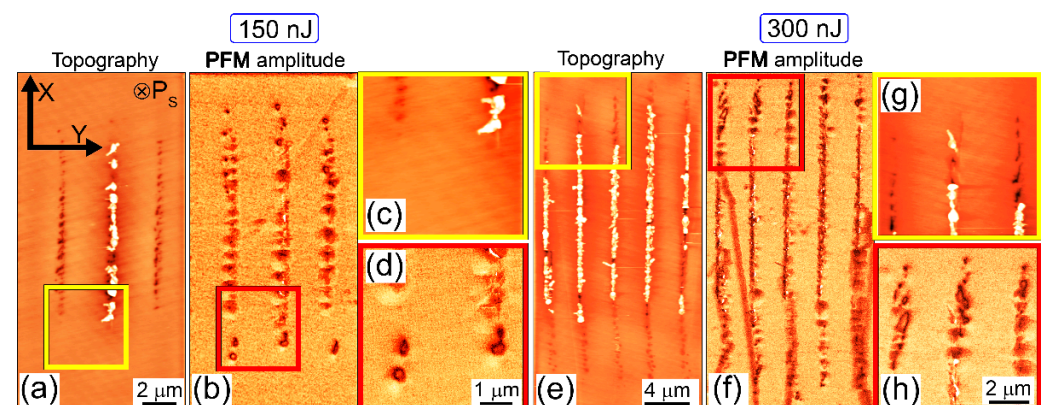 150 nJ
300 nJ
Topography
PFM amplitude
Topography
PFM amplitude
X
⊗Ps
Y
(a)
2 μm
(b)
(c)
(d)
1 μm
(e)
4 μm
(f)
(g)
(h)
2 μm